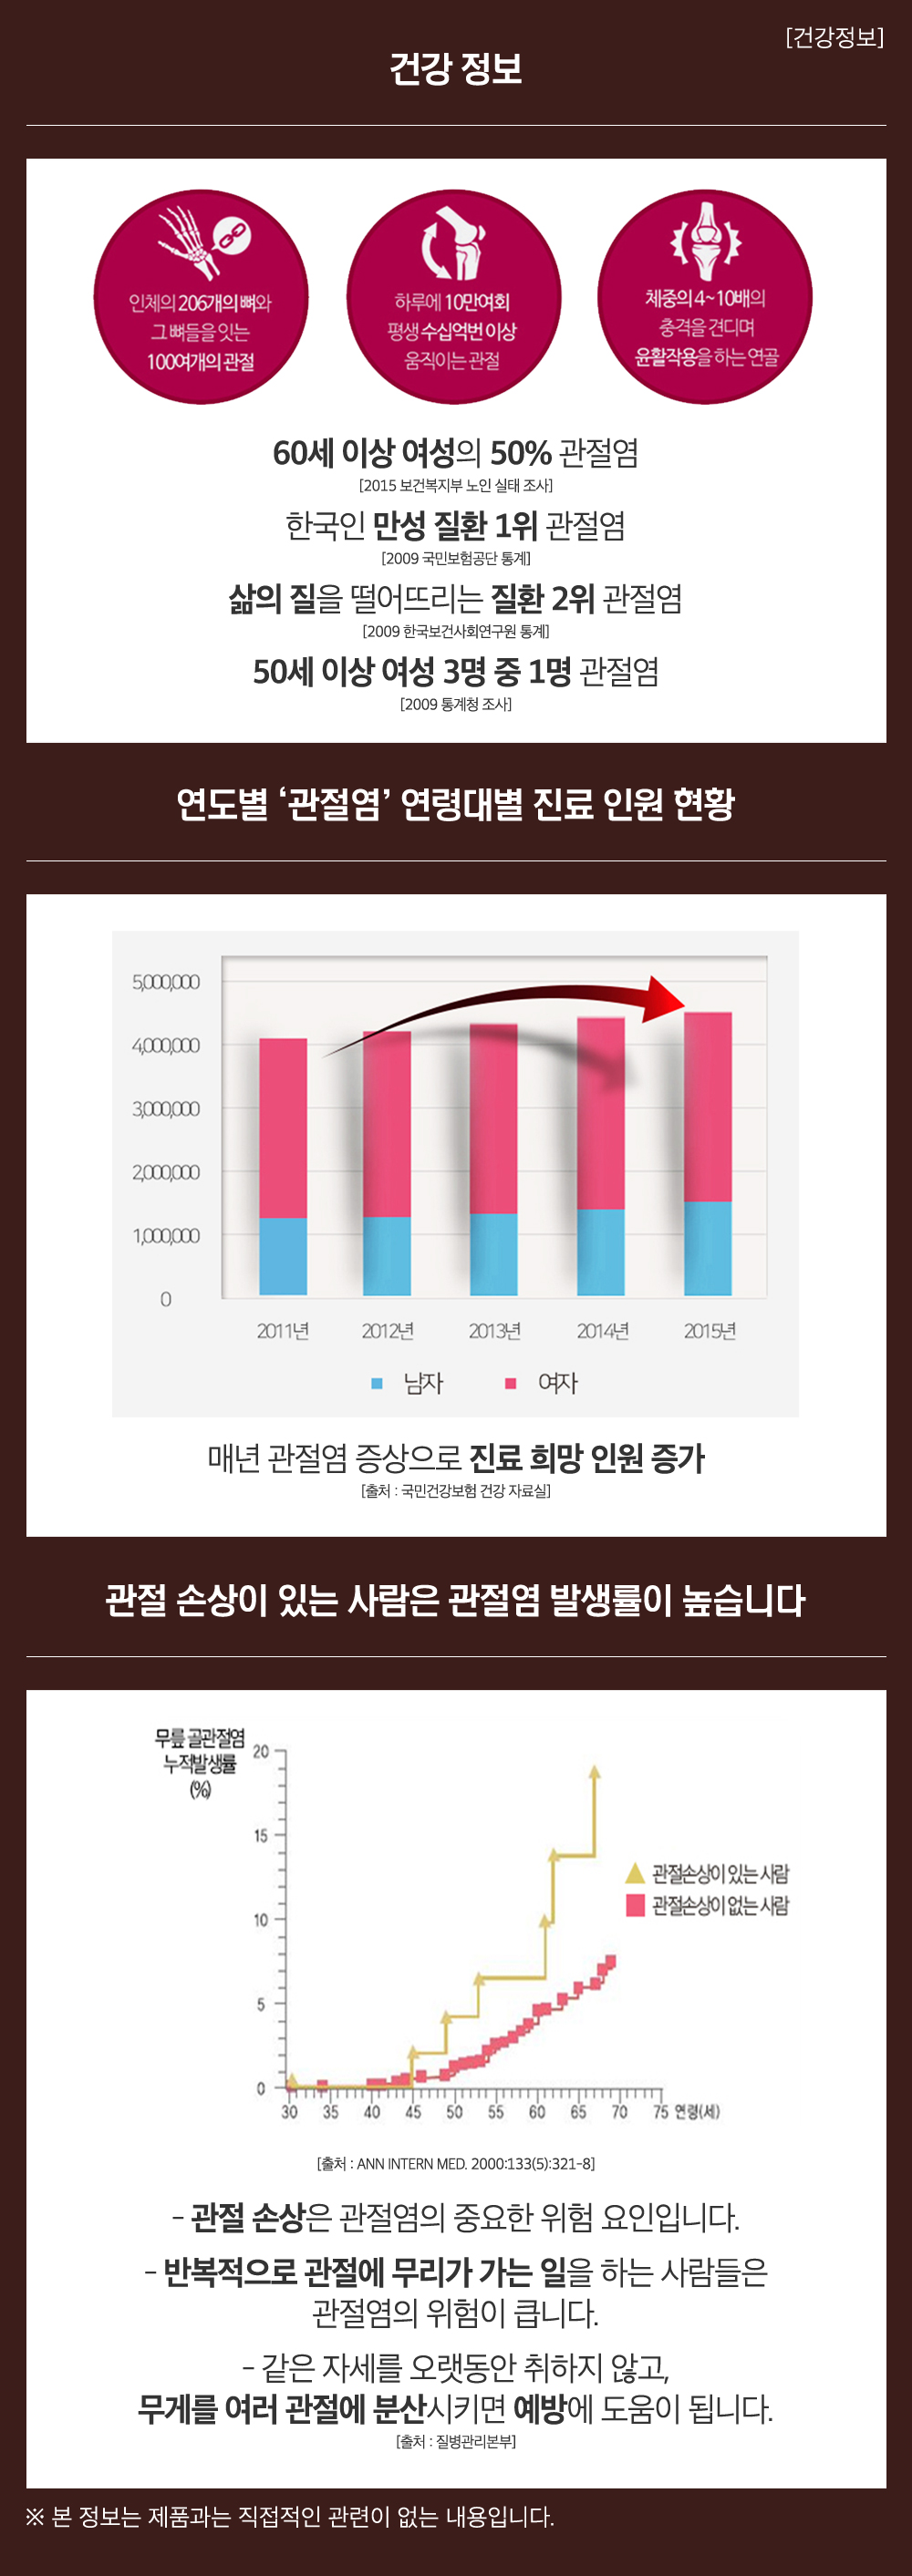 [건강정보]
건강 정보
인체의 206개의 뼈와
그 뼈들을 잇는
100여개의 관절
하루에 10만여회
평생 수십억번 이상
움직이는 관절
체중의 4~10배의
충격을 견디며
윤활작용을 하는 연골
60세 이상 여성의 50% 관절염
[2015 보건복지부 노인 실태 조사]
한국인 만성 질환 1위 관절염
[2009 국민보험공단 통계]
삶의 질을 떨어뜨리는 질환 2위 관절염
[2009 한국보건사회연구원 통계]
50세 이상 여성 3명 중 1명 관절염
[2009 통계청 조사]
연도별 ‘관절염’ 연령대별 진료 인원 현황
5,000,000
4,000,000
3,000,000
2,000,000
1,000,000
0
2011년 2012년 2013년 2014년 2015년
남자 여자
매년 관절염 증상으로 진료 희망 인원 증가
[출처 : 국민건강보험 건강 자료실]
관절 손상이 있는 사람은 관절염 발생률이 높습니다
무릎 골관절염
누적발생률
(%)
20
15
10
5
0
관절손상이 있는 사람
관절손상이 없는 사람
30 35 40 45 50 55 60 65 70 75 연령(세)
[출처 : ANN INTERN MED. 2000:133(5):321-8]
- 관절 손상은 관절염의 중요한 위험 요인입니다.
- 반복적으로 관절에 무리가 가는 일을 하는 사람들은
관절염의 위험이 큽니다.
- 같은 자세를 오랫동안 취하지 않고,
무게를 여러 관절에 분산시키면 예방에 도움이 됩니다.
[출처 : 질병관리본부]
※ 본 정보는 제품과는 직접적인 관련이 없는 내용입니다.